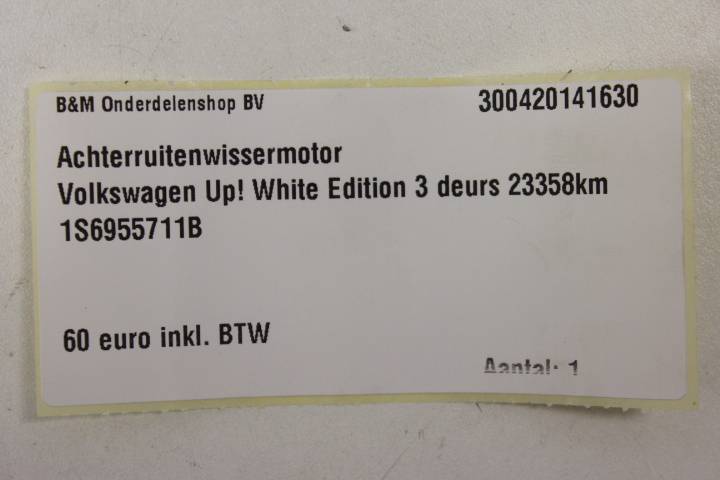 B&M Onderdelenshop BV 300420141630
Achterruitenwissermotor
Volkswagen Up! White Edition 3 deurs 23358km
1S6955711B
60 euro inkl. BTW
Aantal: 1